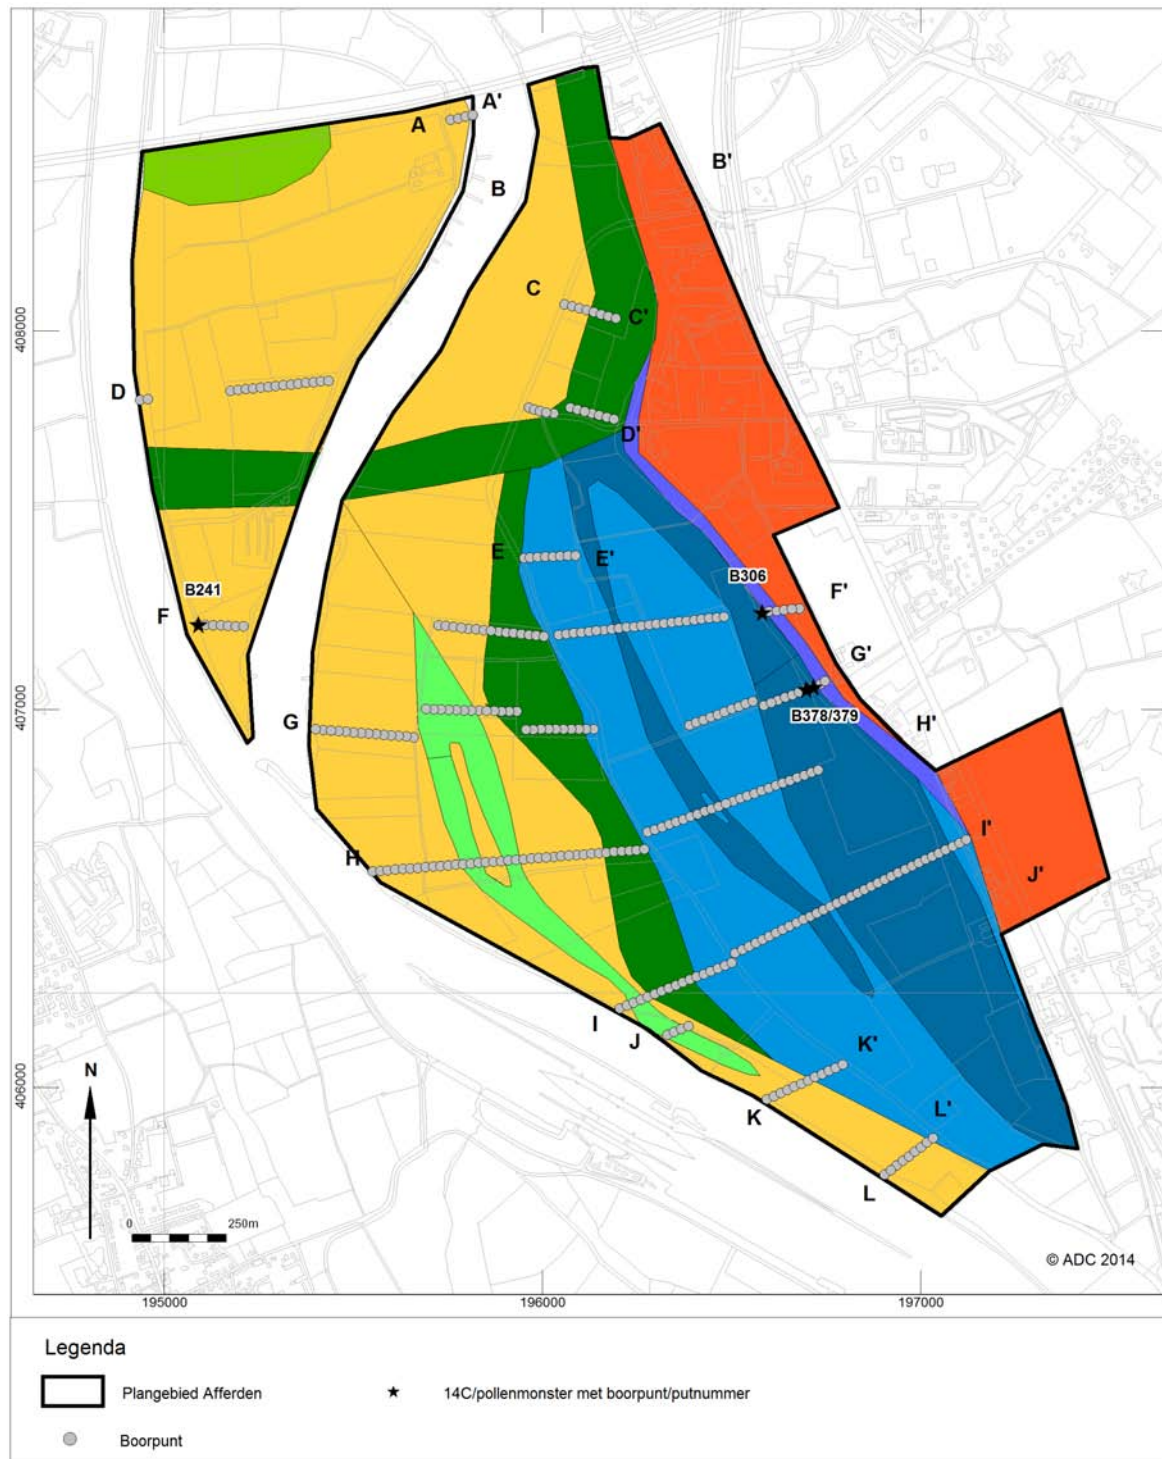 A'
A
B'
B
C
C'
408000
D
D'
E
E'
B306
B241
F
F'
G'
B378/379
G
H'
407000
H
I'
J'
I
J
K'
N
406000
K
L'
L
0 250m
© ADC 2014
195000 196000 197000
Legenda
Plangebied Afferden
14C/pollenmonster met boorpunt/putnummer
Boorpunt